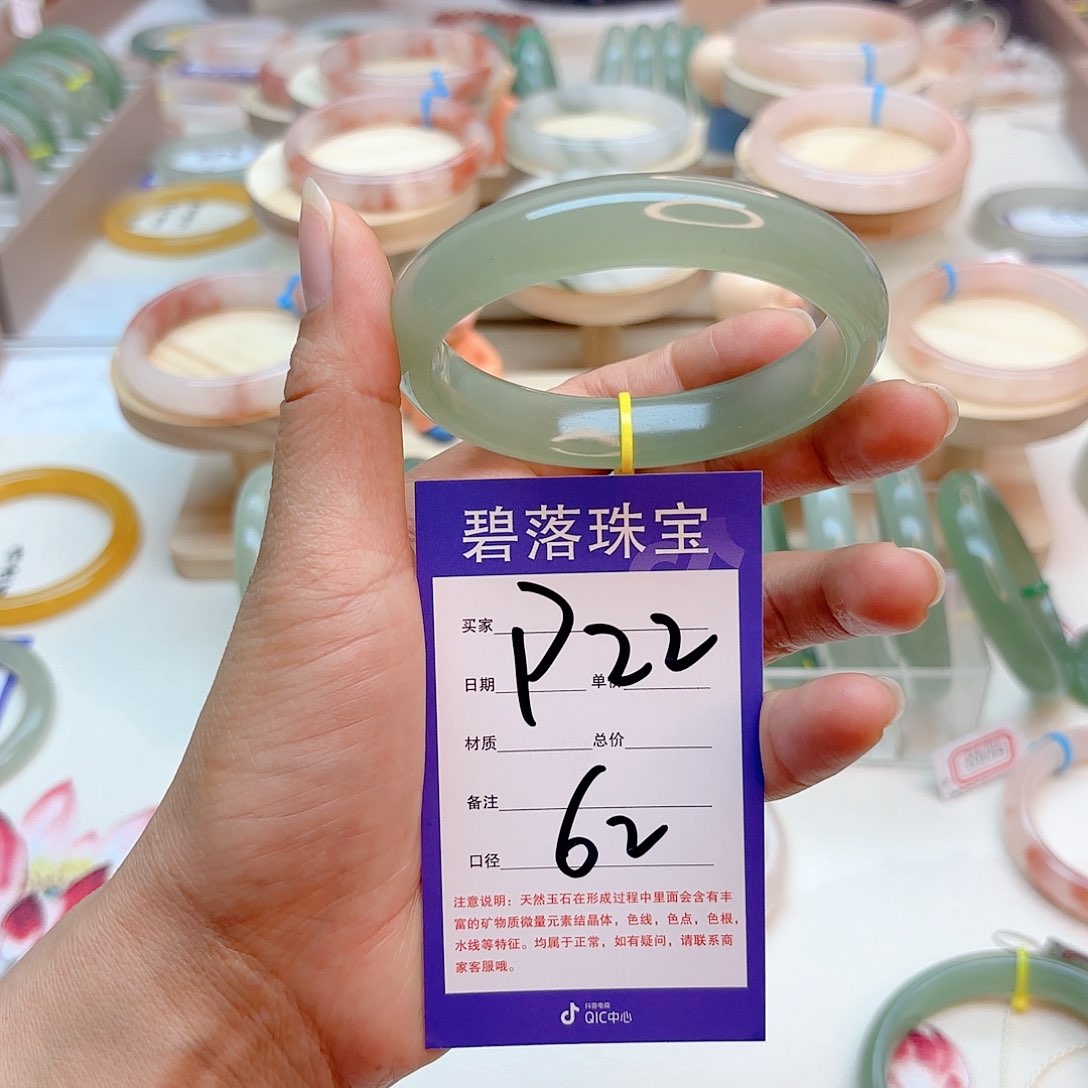 碧落珠宝
买家
P22
日期 单价
材质 总价
备注
62
口径
注意说明：天然玉石在形成过程中里面会含有丰
富的矿物质微量元素结晶体，色线，色点，色根，
水线等特征。均属于正常，如有疑问，请联系商
家客服哦。
抖音电商
QIC中心